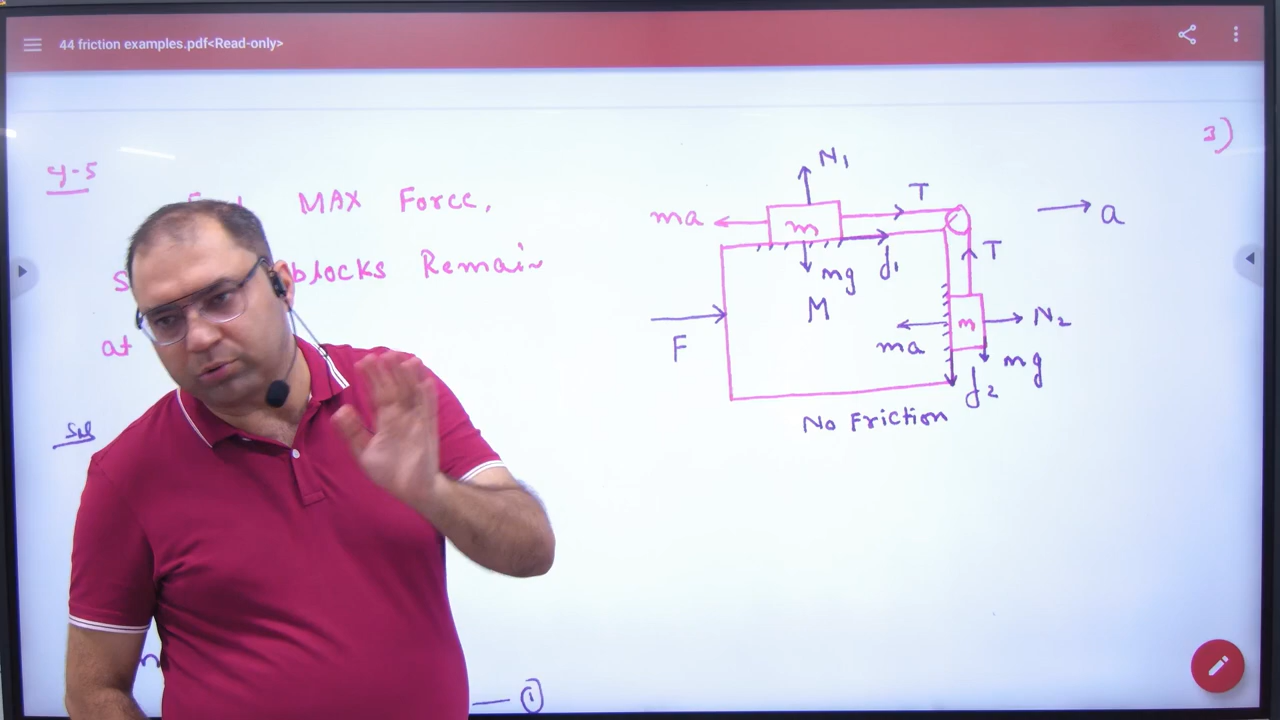 44 friction examples.pdf<Read-only>
3)
y-5
MAX Force,
blocks Remain
at
Sol
N₁
T
a
ma
m
f₁
mg
M
T
F
m
N₂
ma
mg
f₂
No Friction
①